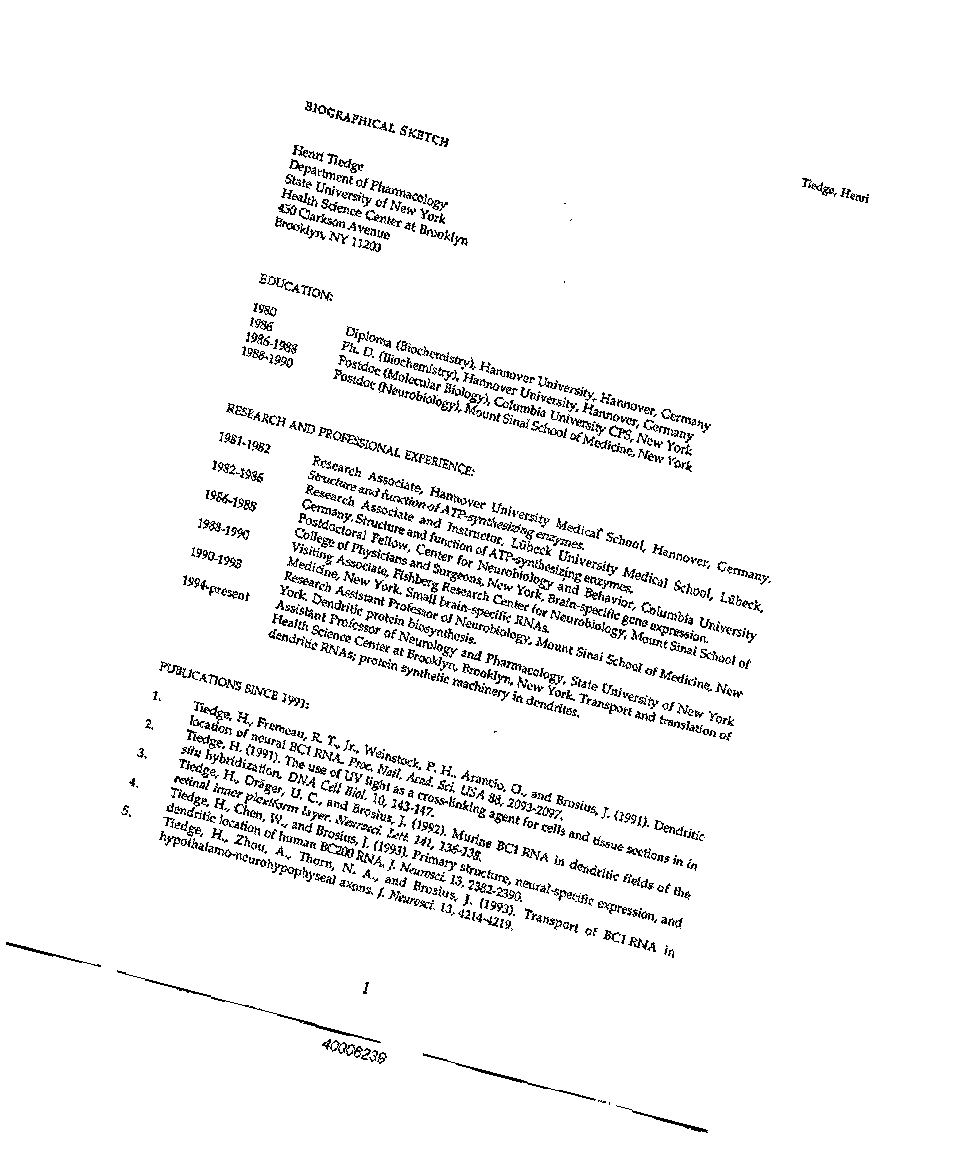 BIOGRAPHICAL SKETCH
Tiedge, Henri
Henri Tiedge
Department of Pharmacology
State University of New York
Health Science Center at Brooklyn
450 Clarkson Avenue
Brooklyn, NY 11203
EDUCATION:
1980 Diploma (Biochemistry), Hannover University, Hannover, Germany
1986 Ph. D. (Biochemistry), Hannover University, Hannover, Germany
1986-1988 Postdoc (Molecular Biology), Columbia University CPS, New York
1988-1990 Postdoc (Neurobiology), Mount Sinai School of Medicine, New York
RESEARCH AND PROFESSIONAL EXPERIENCE:
1981-1982 Research Associate, Hannover University Medical School, Hannover, Germany.
Structure and function of ATP-synthesizing enzymes.
1982-1986 Research Associate and Instructor, Lübeck University Medical School, Lübeck,
Germany. Structure and function of ATP-synthesizing enzymes.
1986-1988 Postdoctoral Fellow, Center for Neurobiology and Behavior, Columbia University
College of Physicians and Surgeons, New York. Brain-specific gene expression.
1988-1990 Visiting Associate, Fishberg Research Center for Neurobiology, Mount Sinai School of
Medicine, New York. Small brain-specific RNAs.
1990-1993 Research Assistant Professor of Neurobiology, Mount Sinai School of Medicine, New
York. Dendritic protein biosynthesis.
1994-present Assistant Professor of Neurology and Pharmacology, State University of New York
Health Science Center at Brooklyn, Brooklyn, New York. Transport and translation of
dendritic RNAs; protein synthetic machinery in dendrites.
PUBLICATIONS SINCE 1991:
1. Tiedge, H., Fremeau, R. T., Jr., Weinstock, P. H., Arancio, O., and Brosius, J. (1991). Dendritic
location of neural BC1 RNA. Proc. Natl. Acad. Sci. USA 88, 2093-2097.
2. Tiedge, H. (1991). The use of UV light as a cross-linking agent for cells and tissue sections in in
situ hybridization. DNA Cell Biol. 10, 143-147.
3. Tiedge, H., Dräger, U. C., and Brosius, J. (1992). Murine BC1 RNA in dendritic fields of the
retinal inner plexiform layer. Neurosci. Lett. 141, 136-138.
4. Tiedge, H., Chen, W., and Brosius, J. (1993). Primary structure, neural-specific expression, and
dendritic location of human BC200 RNA. J. Neurosci. 13, 2382-2390.
5. Tiedge, H., Zhou, A., Thorn, N. A., and Brosius, J. (1993). Transport of BC1 RNA in
hypothalamo-neurohypophyseal axons. J. Neurosci. 13, 4214-4219.
1
40006238